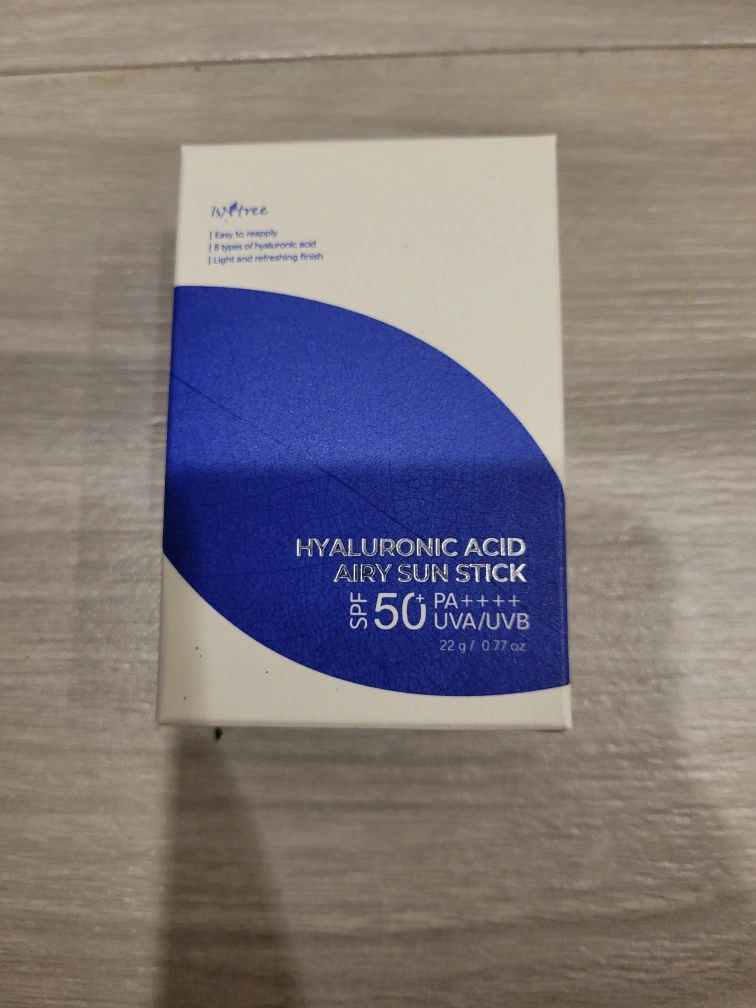 Isntree
| Easy to reapply
| 8 types of hyaluronic acid
| Light and refreshing finish
HYALURONIC ACID
AIRY SUN STICK
SPF 50+ PA++++
UVA/UVB
22 g / 0.77 oz